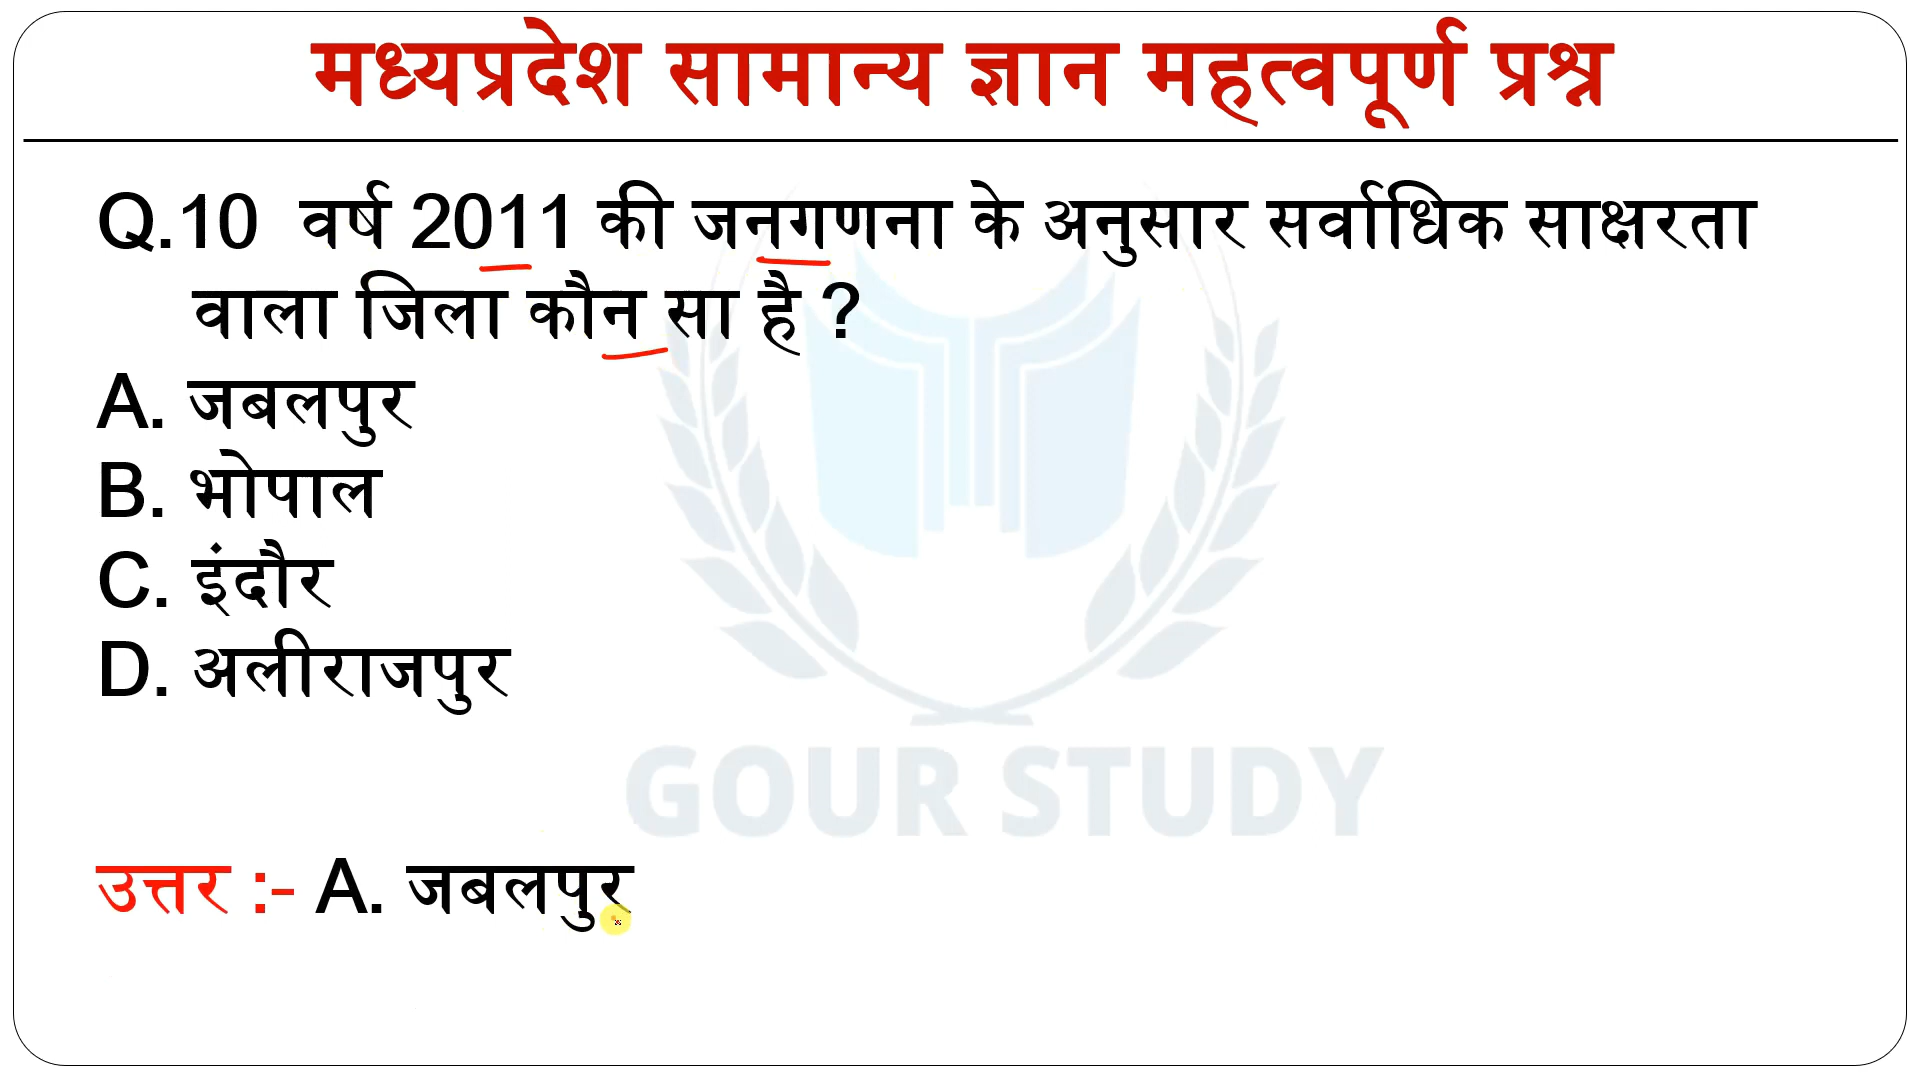 मध्यप्रदेश सामान्य ज्ञान महत्वपूर्ण प्रश्न
Q.10 वर्ष 2011 की जनगणना के अनुसार सर्वाधिक साक्षरता
वाला जिला कौन सा है ?
A. जबलपुर
B. भोपाल
C. इंदौर
D. अलीराजपुर
GOUR STUDY
उत्तर :- A. जबलपुर